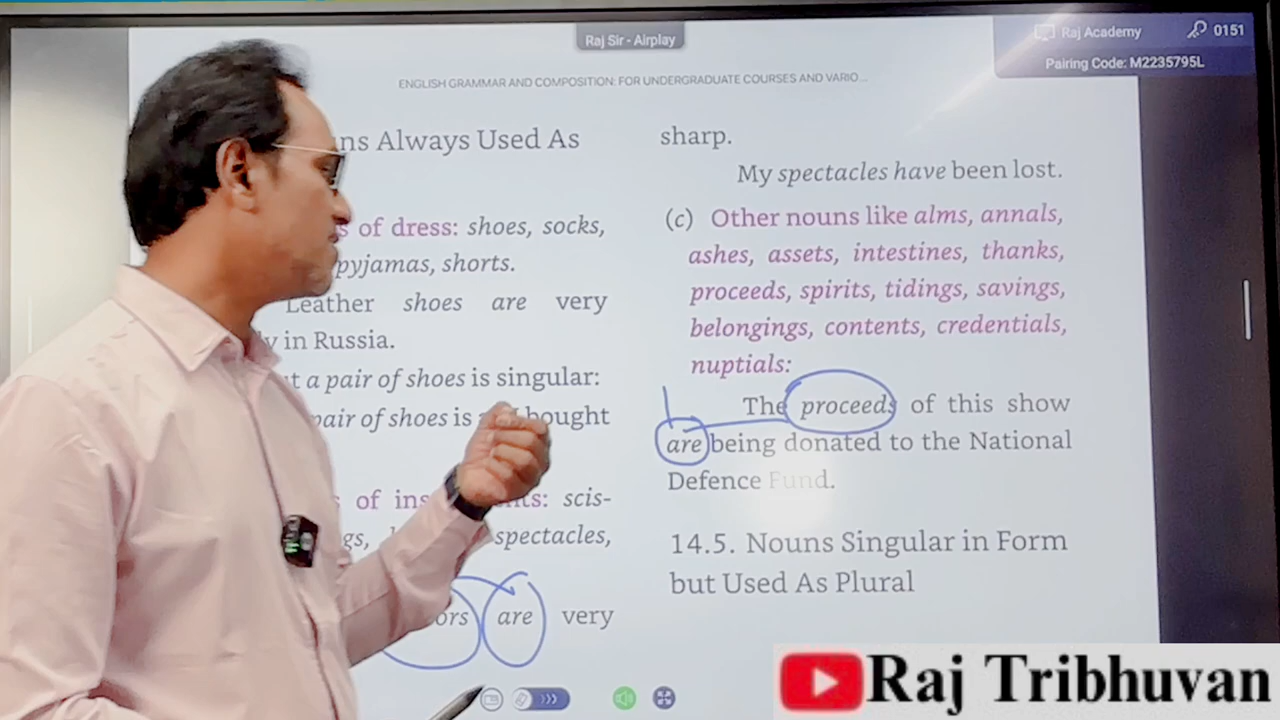 Raj Sir - Airplay
Raj Academy 0151
Pairing Code: M2235795L
ENGLISH GRAMMAR AND COMPOSITION: FOR UNDERGRADUATE COURSES AND VARIO...
Always Used As
of dress: shoes, socks,
pyjamas, shorts.
Leather shoes are very
in Russia.
a pair of shoes is singular:
pair of shoes is
of
spectacles,
are very
sharp.
My spectacles have been lost.
(c) Other nouns like alms, annals,
ashes, assets, intestines, thanks,
proceeds, spirits, tidings, savings,
belongings, contents, credentials,
nuptials:
The proceeds of this show
are being donated to the National
Defence Fund.
14.5. Nouns Singular in Form
but Used As Plural
Raj Tribhuvan